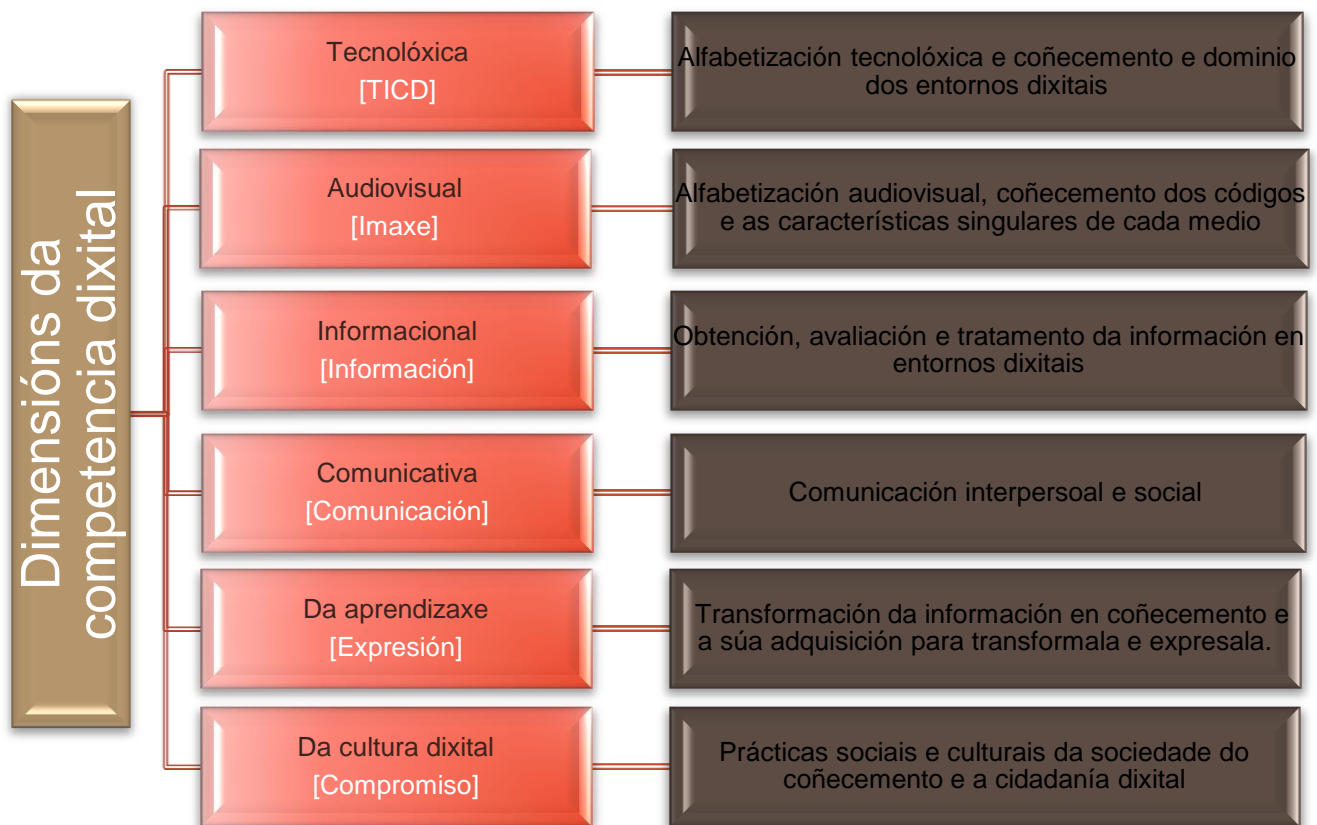 Dimensións da
competencia dixital
Tecnolóxica
[TICD]
Alfabetización tecnolóxica e coñecemento e dominio
dos entornos dixitais
Audiovisual
[Imaxe]
Alfabetización audiovisual, coñecemento dos códigos
e as características singulares de cada medio
Informacional
[Información]
Obtención, avaliación e tratamento da información en
entornos dixitais
Comunicativa
[Comunicación]
Comunicación interpersoal e social
Da aprendizaxe
[Expresión]
Transformación da información en coñecemento e
a súa adquisición para transformala e expresala.
Da cultura dixital
[Compromiso]
Prácticas sociais e culturais da sociedade do
coñecemento e a cidadanía dixital